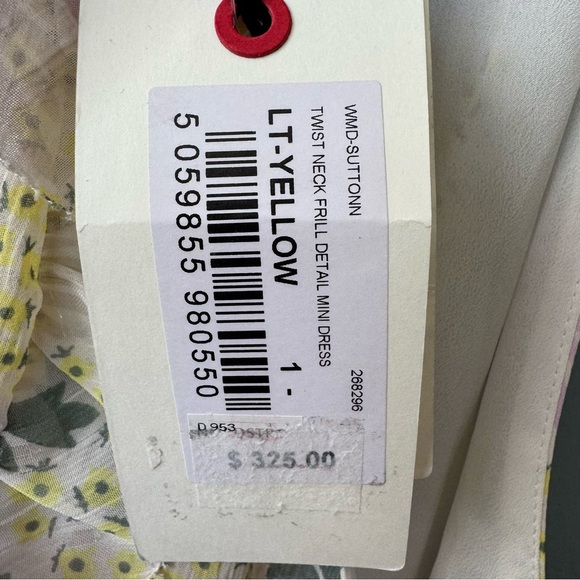 WMD-SUTTONN 268296
TWIST NECK FRILL DETAIL MINI DRESS
LT-YELLOW 1 -
5 059855 980550
D 953
$ 325.00